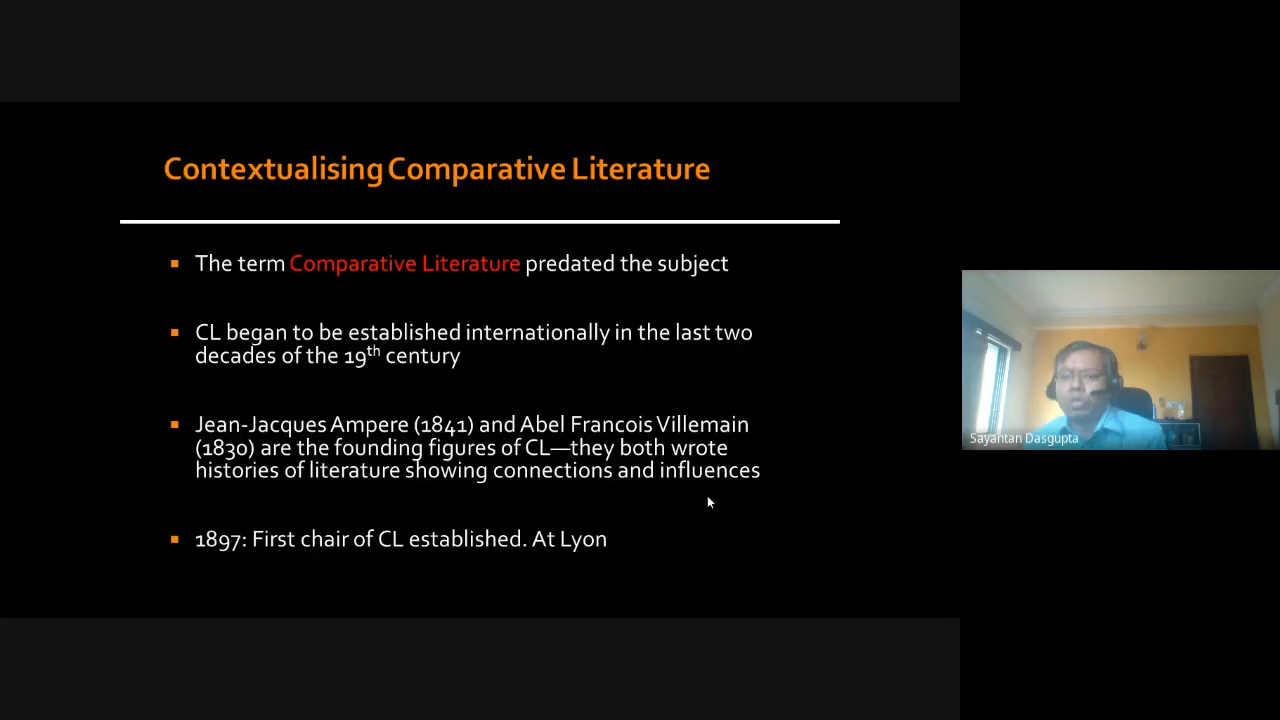 Contextualising Comparative Literature
The term Comparative Literature predated the subject
CL began to be established internationally in the last two
decades of the 19th century
Jean-Jacques Ampere (1841) and Abel Francois Villemain
(1830) are the founding figures of CL—they both wrote
histories of literature showing connections and influences
1897: First chair of CL established. At Lyon
Sayantan Dasgupta